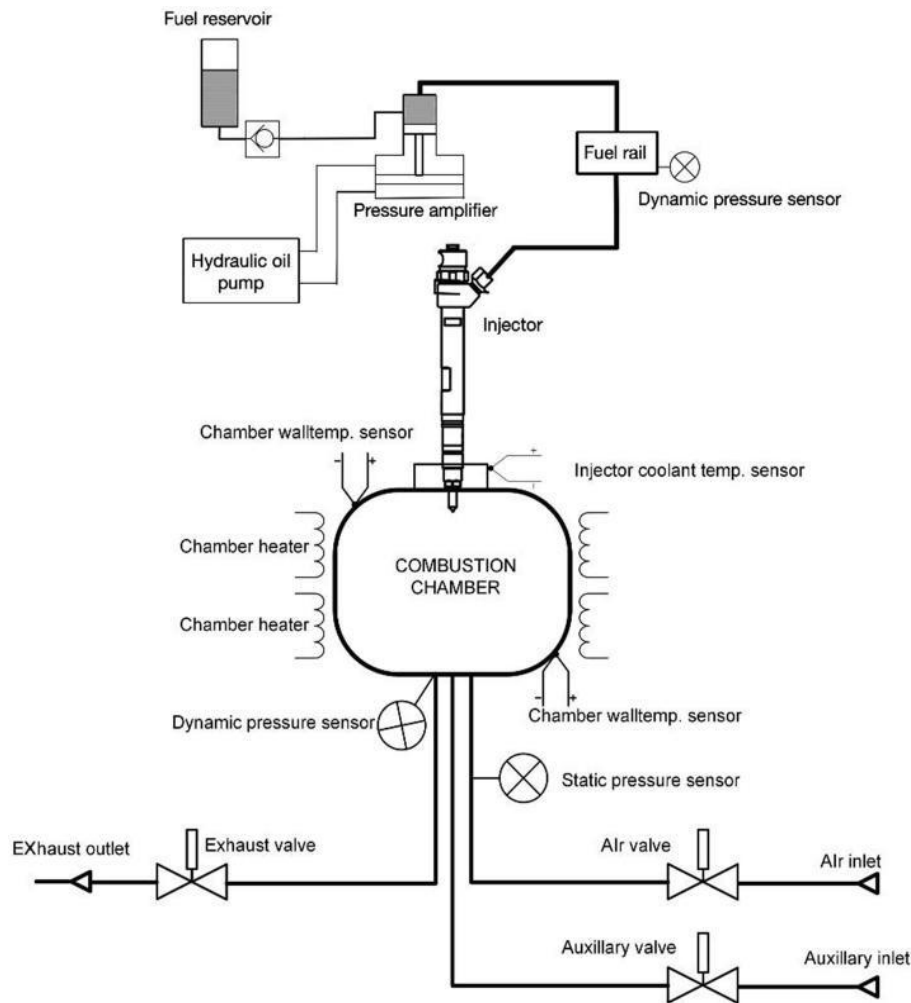 Fuel reservoir
Fuel rail
Dynamic pressure sensor
Pressure amplifier
Hydraulic oil
pump
Injector
Chamber walltemp. sensor
- +
+
-
Injector coolant temp. sensor
Chamber heater
COMBUSTION
CHAMBER
Chamber heater
- +
Dynamic pressure sensor
Chamber walltemp. sensor
Static pressure sensor
EXhaust outlet
Exhaust valve
AIr valve
AIr inlet
Auxillary valve
Auxillary inlet